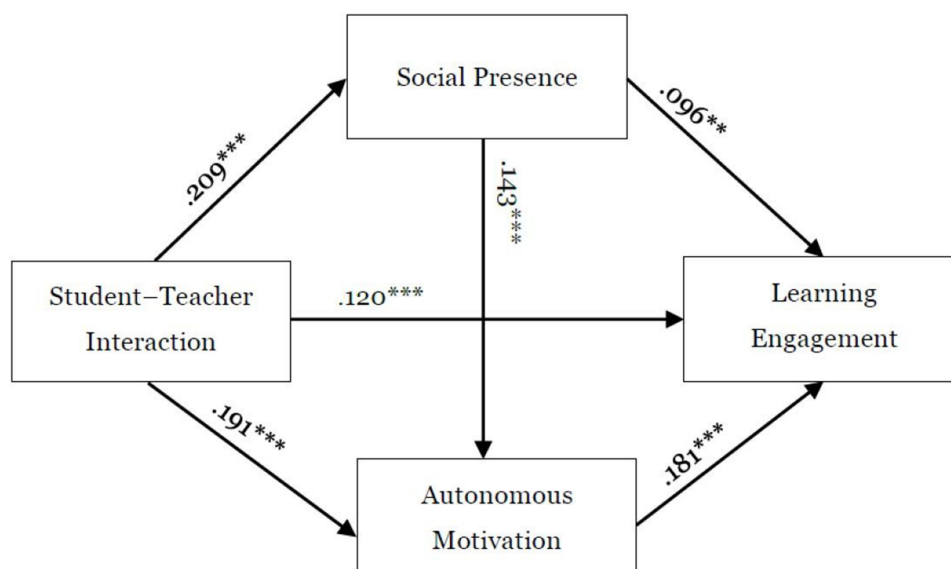 Social Presence
.096**
.209***
.143***
Student–Teacher
Interaction
.120***
Learning
Engagement
.191***
.181***
Autonomous
Motivation